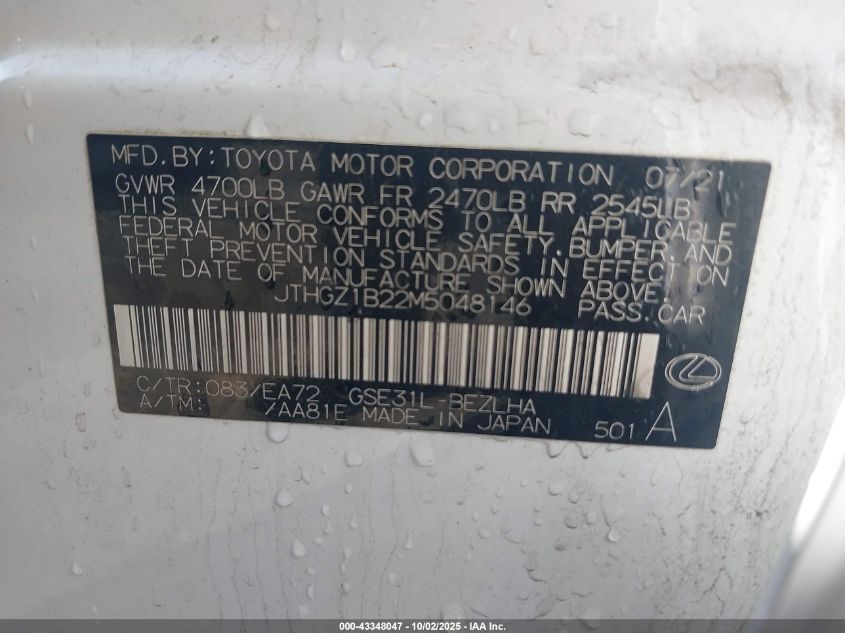 MFD. BY: TOYOTA MOTOR CORPORATION 07/21
GVWR 4700LB GAWR FR 2470LB RR 2545LB
THIS VEHICLE CONFORMS TO ALL APPLICABLE
FEDERAL MOTOR VEHICLE SAFETY, BUMPER, AND
THEFT PREVENTION STANDARDS IN EFFECT ON
THE DATE OF MANUFACTURE SHOWN ABOVE.
JTHGZ1B22M5048146 PASS. CAR
C/TR: 083/EA72 GSE31L-BEZLHA
A/TM: /AA81E MADE IN JAPAN 501 A
000-43348047 - 10/02/2025 - IAA Inc.